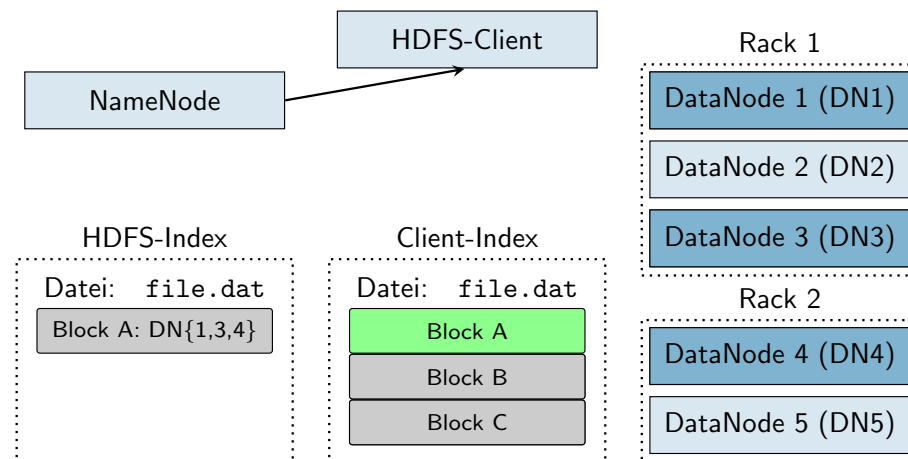 HDFS-Client
NameNode
Rack 1
DataNode 1 (DN1)
DataNode 2 (DN2)
DataNode 3 (DN3)
HDFS-Index
Datei: file.dat
Block A: DN{1,3,4}
Client-Index
Datei: file.dat
Block A
Block B
Block C
Rack 2
DataNode 4 (DN4)
DataNode 5 (DN5)